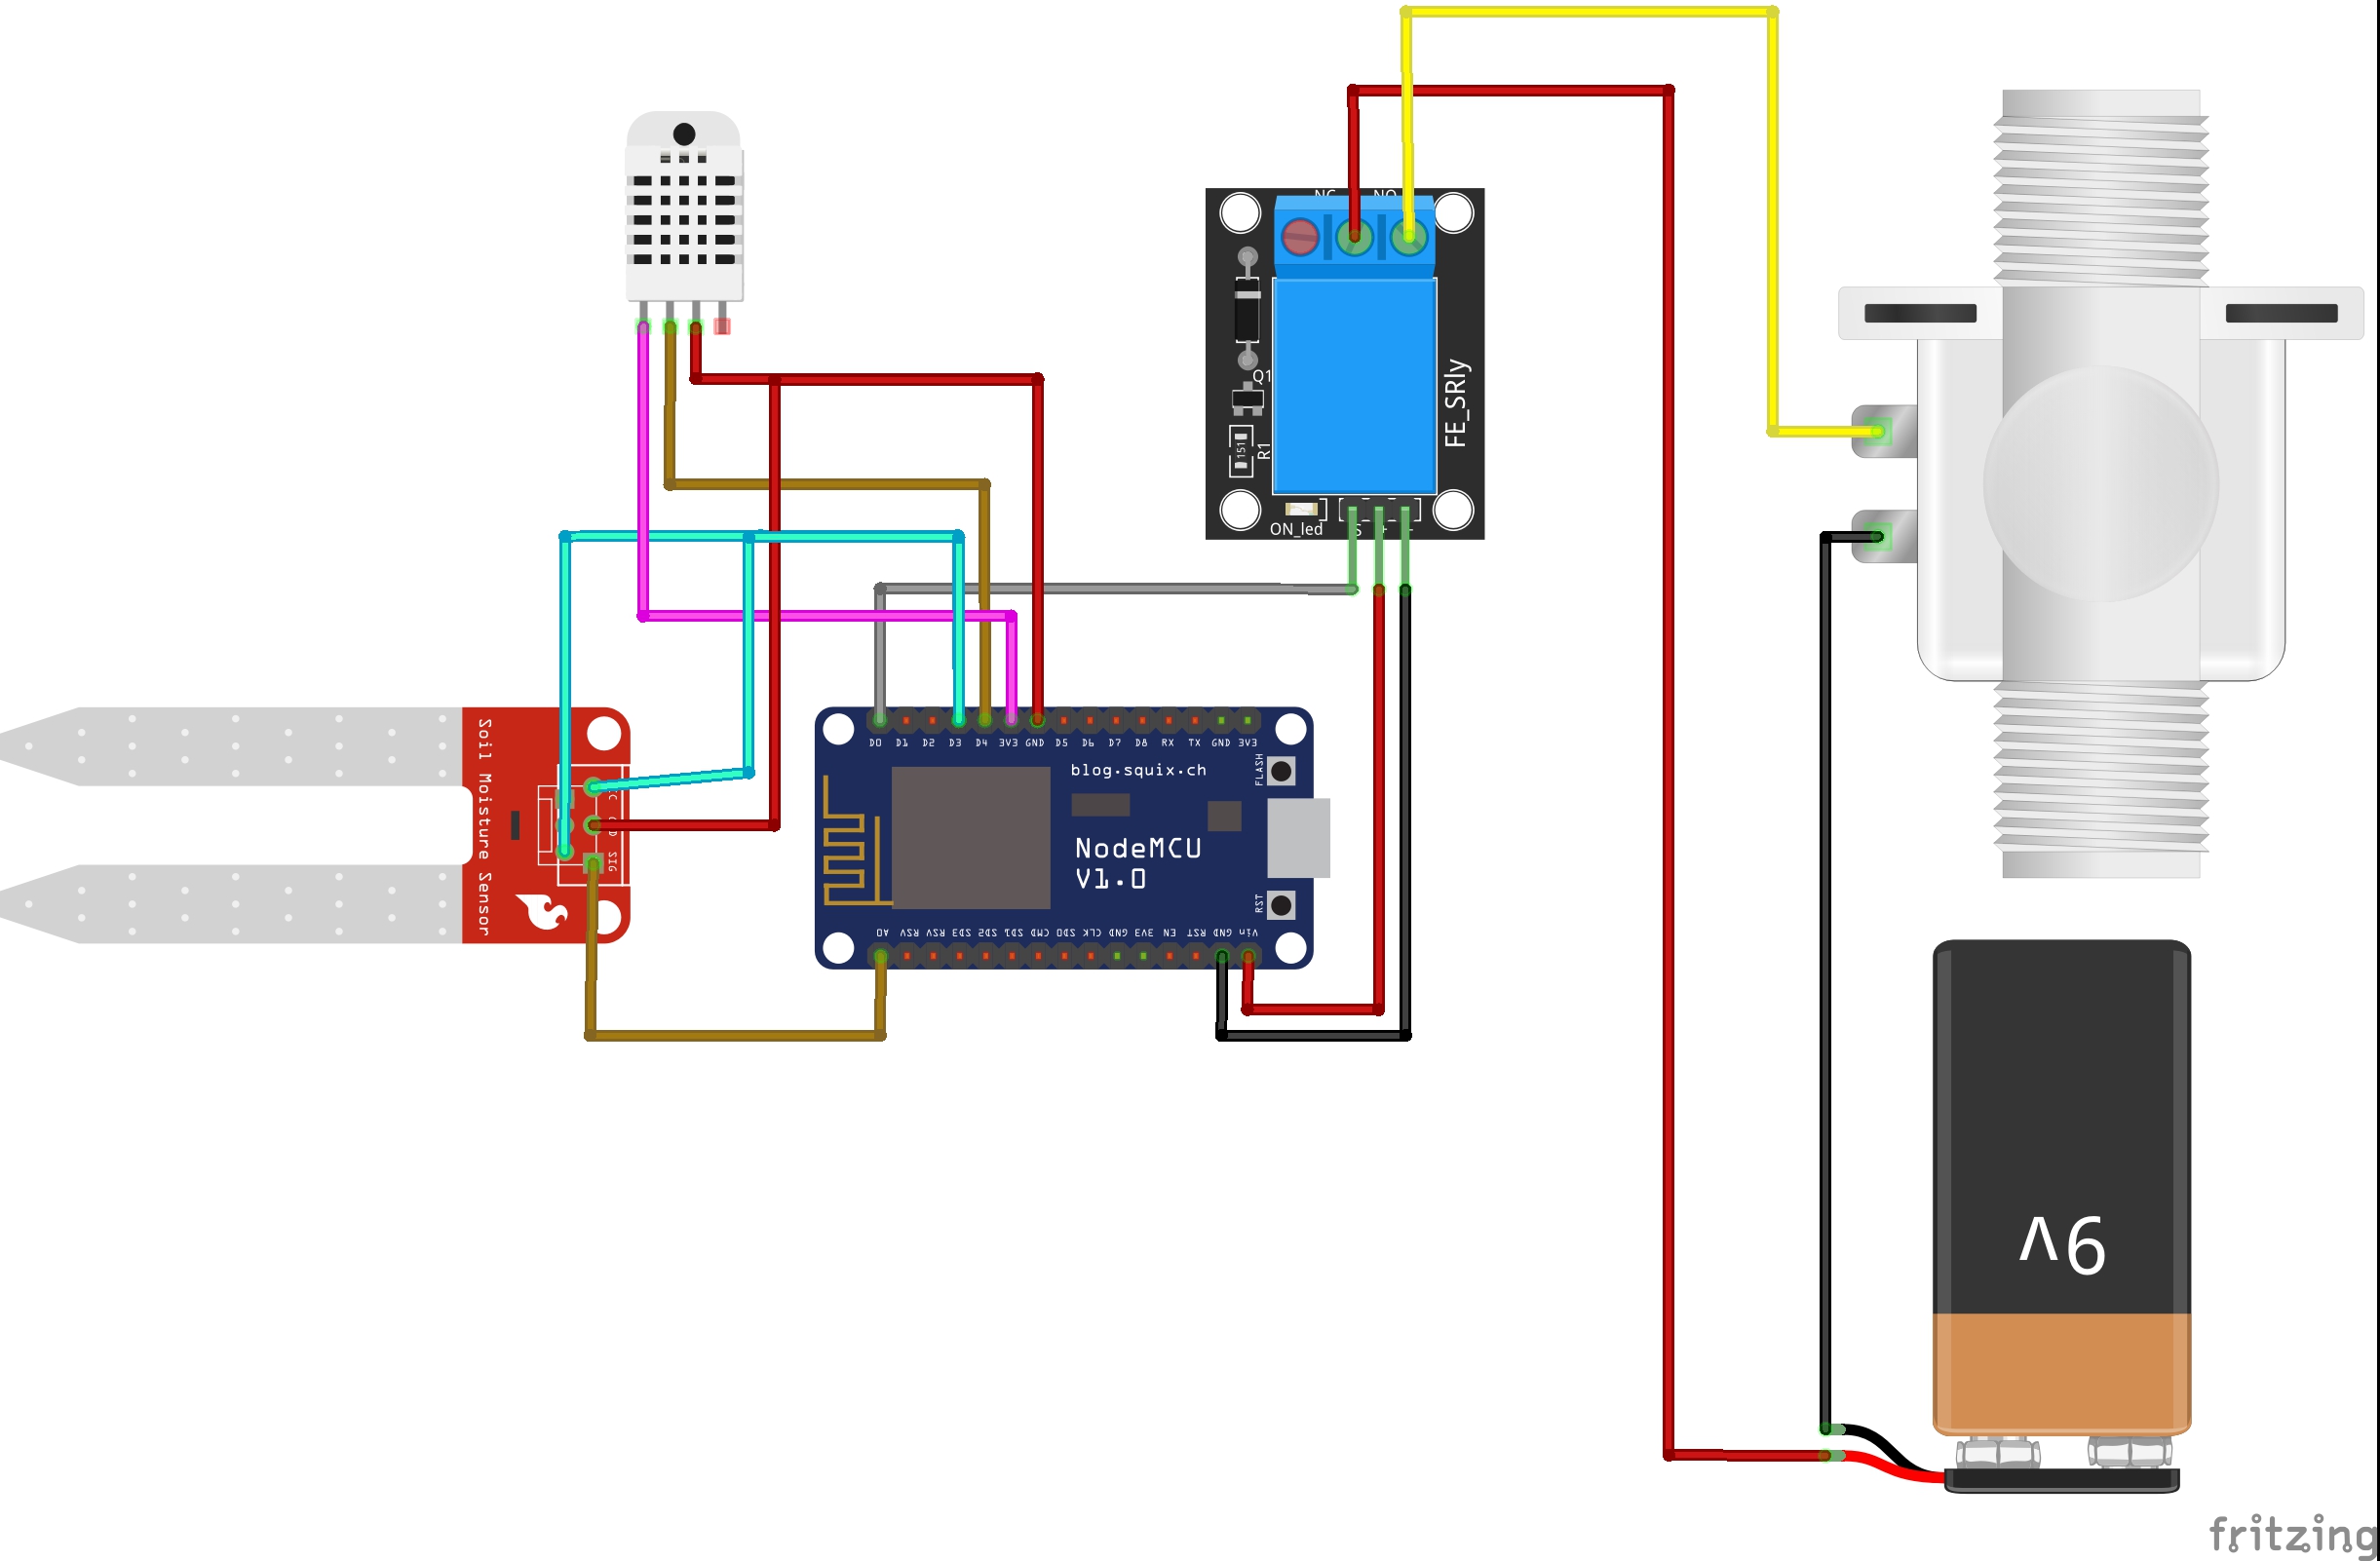 NC NO
Q1
151
R1
FE_SRly
ON_led
S + -
Soil Moisture Sensor
SIG
D0 D1 D2 D3 D4 3V3 GND D5 D6 D7 D8 RX TX GND 3V3
blog.squix.ch
FLASH
NodeMCU
V1.0
RST
A0 RSV RSV SD3 SD2 SD1 CMD SD0 CLK GND 3V3 EN RST GND Vin
9V
fritzing